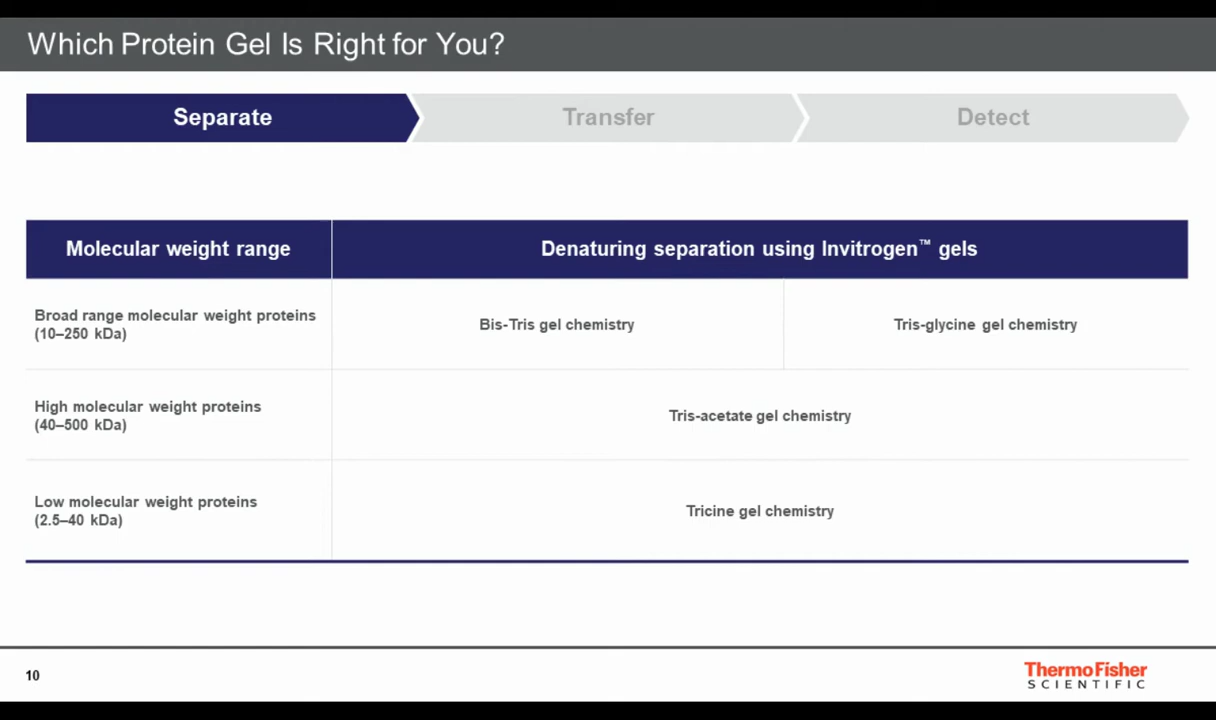 Which Protein Gel Is Right for You?
Separate
Transfer
Detect
Molecular weight range
Denaturing separation using Invitrogen™ gels
Broad range molecular weight proteins
(10–250 kDa)
Bis-Tris gel chemistry
Tris-glycine gel chemistry
High molecular weight proteins
(40–500 kDa)
Tris-acetate gel chemistry
Low molecular weight proteins
(2.5–40 kDa)
Tricine gel chemistry
10
ThermoFisher
SCIENTIFIC